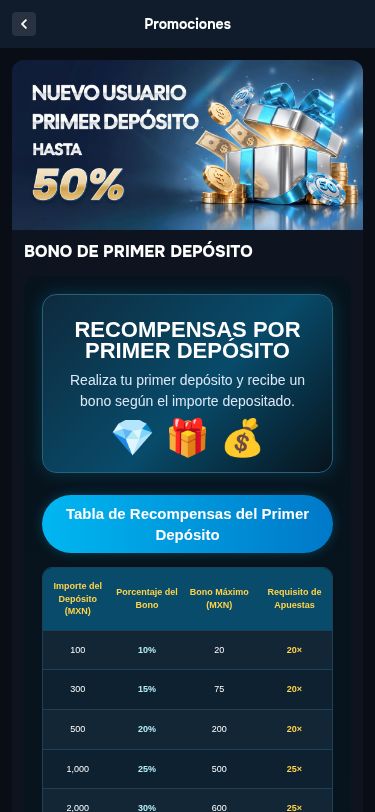 Promociones
NUEVO USUARIO
PRIMER DEPÓSITO
HASTA
50%
BONO DE PRIMER DEPÓSITO
RECOMPENSAS POR
PRIMER DEPÓSITO
Realiza tu primer depósito y recibe un
bono según el importe depositado.
Tabla de Recompensas del Primer
Depósito
Importe del Depósito (MXN) Porcentaje del Bono Bono Máximo (MXN) Requisito de Apuestas
100 10% 20 20×
300 15% 75 20×
500 20% 200 20×
1,000 25% 500 25×
2,000 30% 600 25×